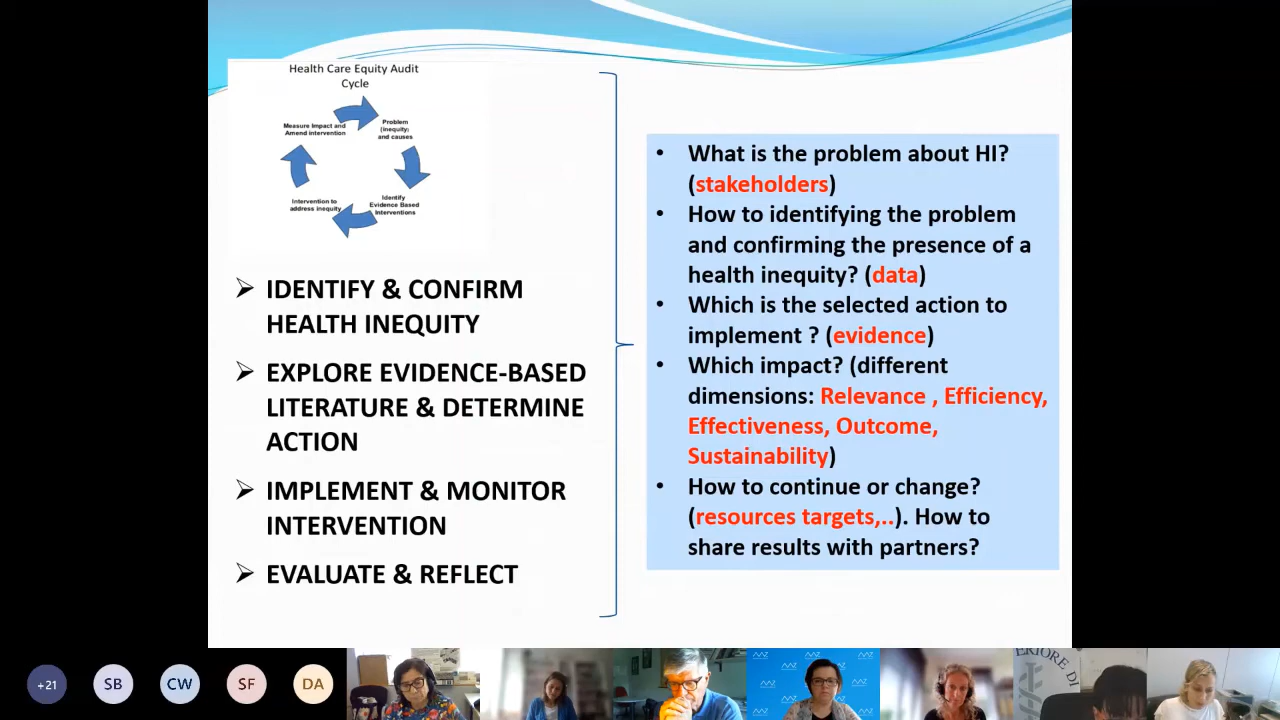 Health Care Equity Audit
Cycle
Measure Impact and
Amend intervention
Problem
(inequity)
and causes
Intervention to
address inequity
Identify
Evidence Based
Interventions
➢ IDENTIFY & CONFIRM
HEALTH INEQUITY
➢ EXPLORE EVIDENCE-BASED
LITERATURE & DETERMINE
ACTION
➢ IMPLEMENT & MONITOR
INTERVENTION
➢ EVALUATE & REFLECT
• What is the problem about HI?
(stakeholders)
• How to identifying the problem
and confirming the presence of a
health inequity? (data)
• Which is the selected action to
implement ? (evidence)
• Which impact? (different
dimensions: Relevance , Efficiency,
Effectiveness, Outcome,
Sustainability)
• How to continue or change?
(resources targets,..). How to
share results with partners?
+21
SB
CW
SF
DA
ERIORE DI